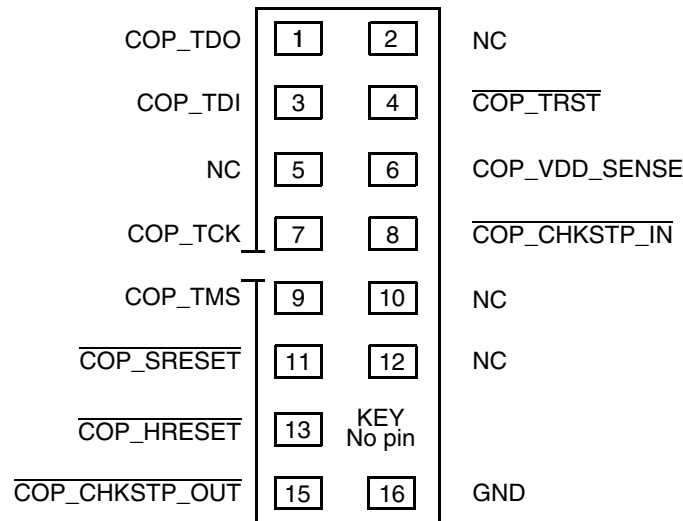 COP_TDO 1 2 NC
COP_TDI 3 4 COP_TRST
NC 5 6 COP_VDD_SENSE
COP_TCK 7 8 COP_CHKSTP_IN
COP_TMS 9 10 NC
COP_SRESET 11 12 NC
COP_HRESET 13 KEY
No pin
COP_CHKSTP_OUT 15 16 GND